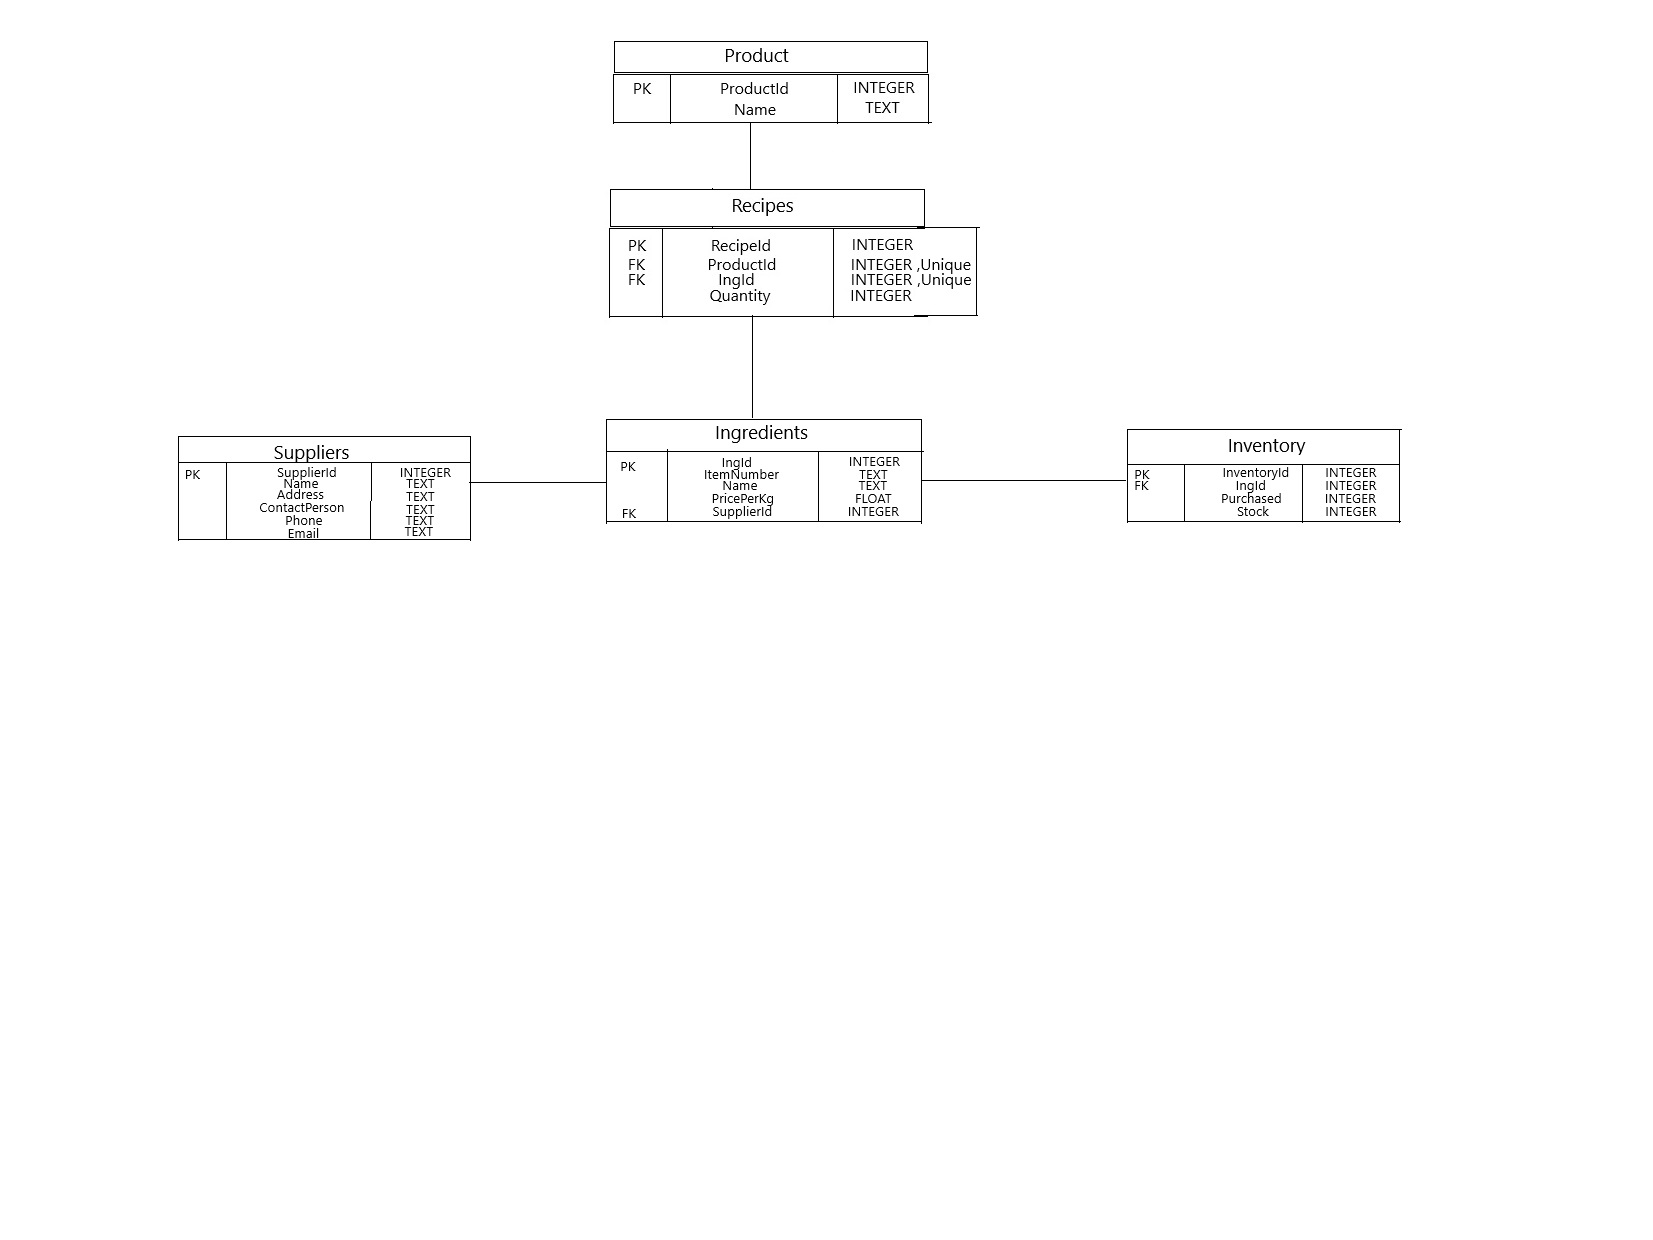 Product
PK ProductId INTEGER
Name TEXT
Recipes
PK RecipeId INTEGER
FK ProductId INTEGER ,Unique
FK IngId INTEGER ,Unique
Quantity INTEGER
Suppliers
PK SupplierId INTEGER
Name TEXT
Address TEXT
ContactPerson TEXT
Phone TEXT
Email TEXT
Ingredients
PK IngId INTEGER
ItemNumber TEXT
Name TEXT
PricePerKg FLOAT
FK SupplierId INTEGER
Inventory
PK InventoryId INTEGER
FK IngId INTEGER
Purchased INTEGER
Stock INTEGER